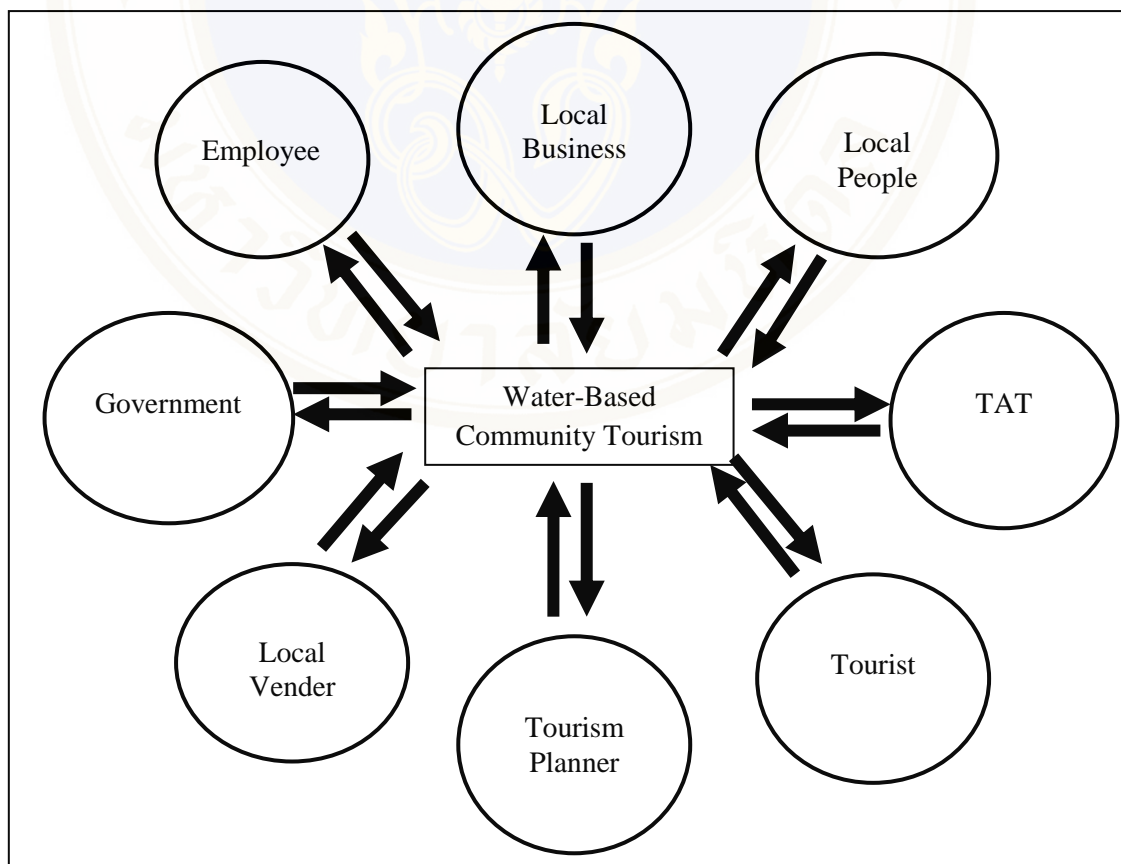 Local
Business
Employee
Local
People
Government
Water-Based
Community Tourism
TAT
Local
Vender
Tourist
Tourism
Planner